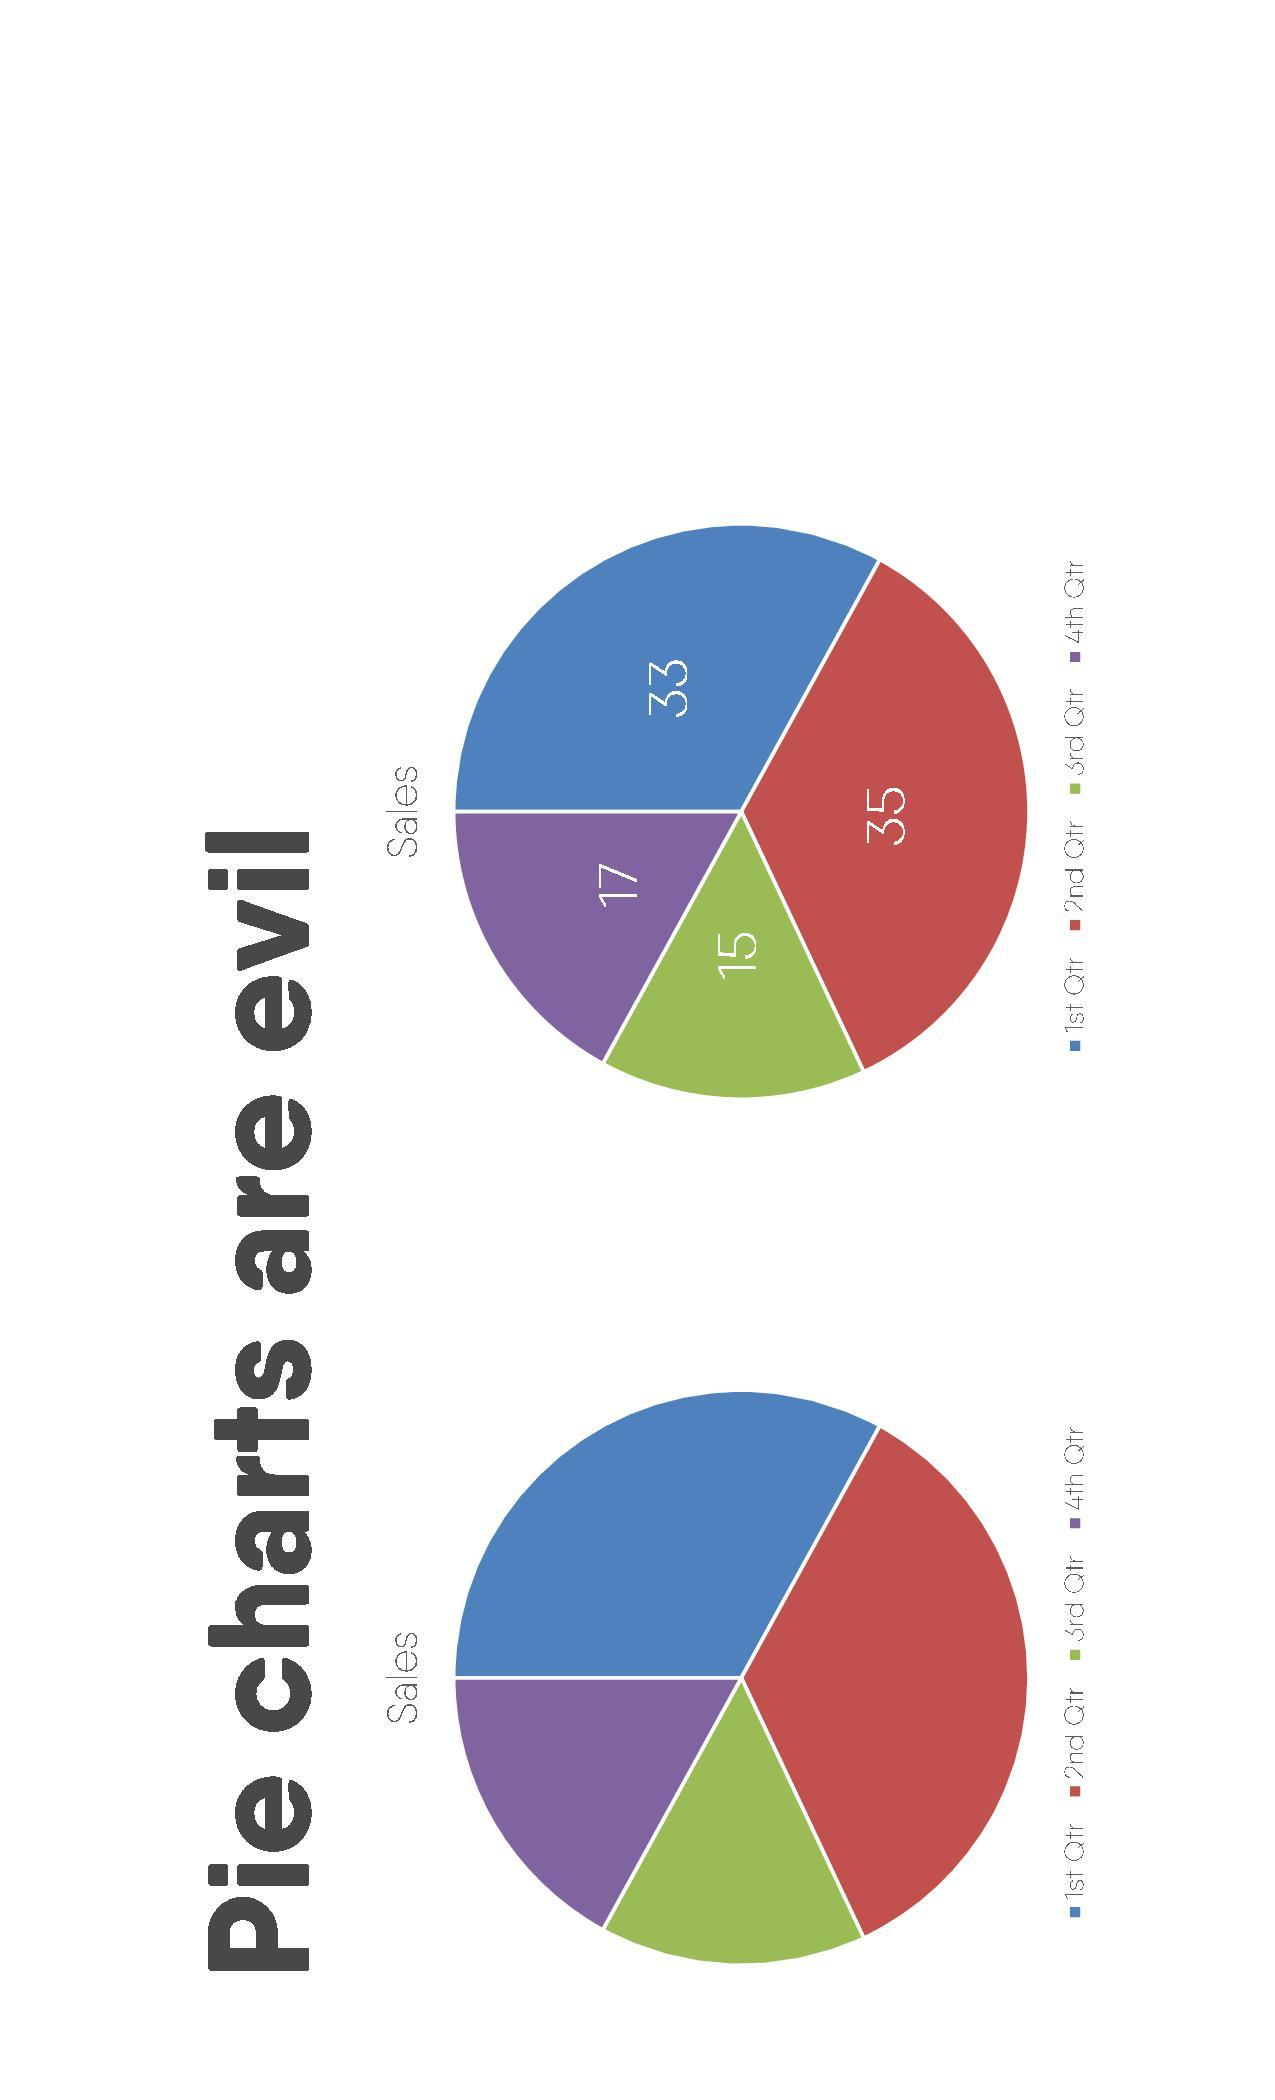 Pie charts are evil
Sales
1st Qtr 2nd Qtr 3rd Qtr 4th Qtr
Sales
33
17
15
35
1st Qtr 2nd Qtr 3rd Qtr 4th Qtr